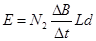 E = N₂ ΔB/Δt Ld